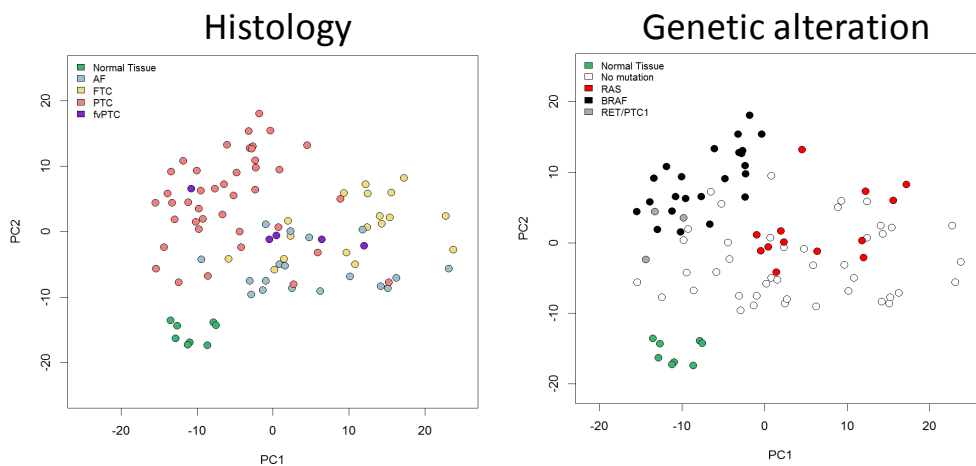 Histology
Normal Tissue
AF
FTC
PTC
fvPTC
PC2
20
10
0
-10
-20
-20
-10
0
10
20
PC1
Genetic alteration
Normal Tissue
No mutation
RAS
BRAF
RET/PTC1
PC2
20
10
0
-10
-20
-20
-10
0
10
20
PC1